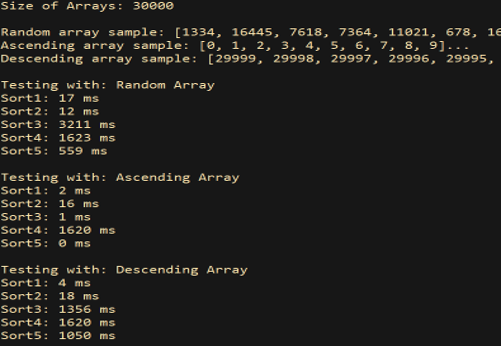 Size of Arrays: 30000
Random array sample: [1334, 16445, 7618, 7364, 11021, 678, 16
Ascending array sample: [0, 1, 2, 3, 4, 5, 6, 7, 8, 9]...
Descending array sample: [29999, 29998, 29997, 29996, 29995,
Testing with: Random Array
Sort1: 17 ms
Sort2: 12 ms
Sort3: 3211 ms
Sort4: 1623 ms
Sort5: 559 ms
Testing with: Ascending Array
Sort1: 2 ms
Sort2: 16 ms
Sort3: 1 ms
Sort4: 1620 ms
Sort5: 0 ms
Testing with: Descending Array
Sort1: 4 ms
Sort2: 18 ms
Sort3: 1356 ms
Sort4: 1620 ms
Sort5: 1050 ms